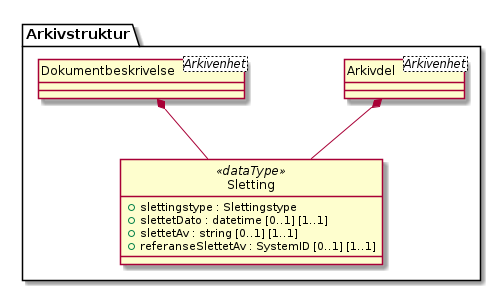 Arkivstruktur
Dokumentbeskrivelse
Arkivenhet
Arkivdel
Arkivenhet
«dataType»
Sletting
slettingstype : Slettingstype
slettetDato : datetime [0..1] [1..1]
slettetAv : string [0..1] [1..1]
referanseSlettetAv : SystemID [0..1] [1..1]